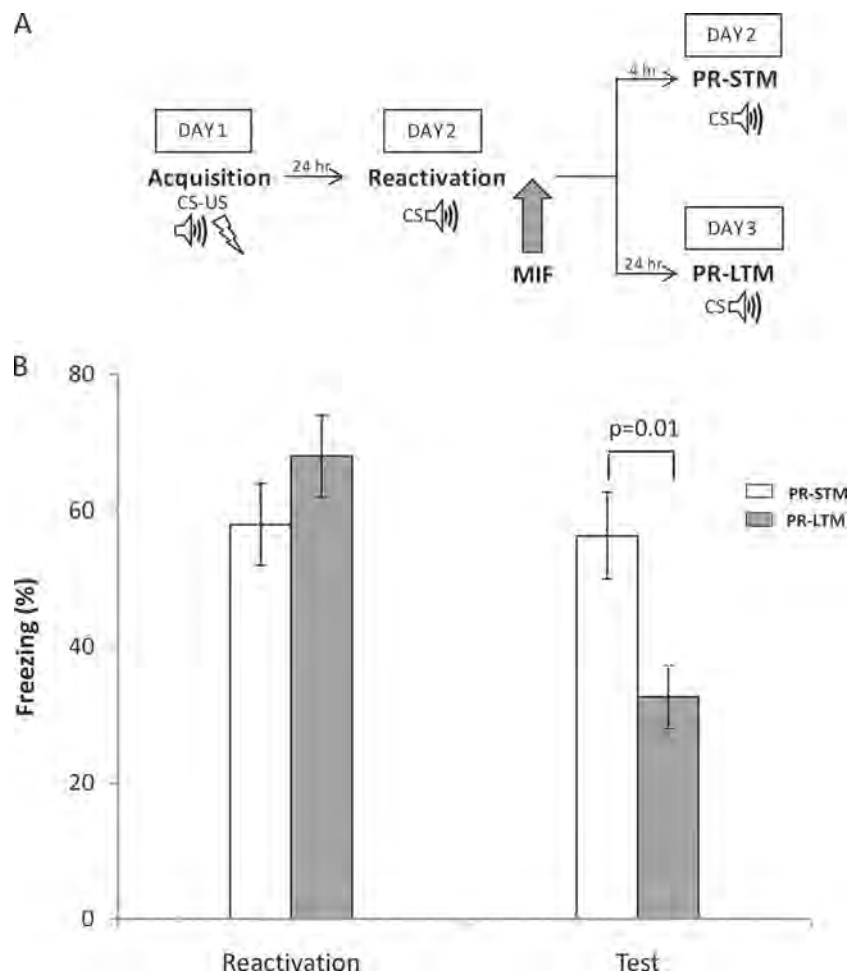 A
DAY1
Acquisition
CS-US
24 hr
DAY2
Reactivation
CS
MIF
4 hr
DAY2
PR-STM
CS
24 hr
DAY3
PR-LTM
CS
B
Freezing (%)
80
60
40
20
0
p=0.01
PR-STM
PR-LTM
Reactivation
Test